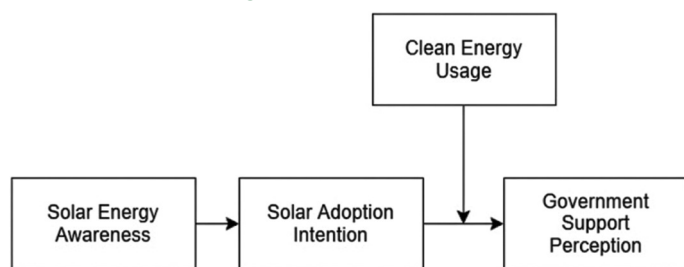 Clean Energy
Usage
Solar Energy
Awareness
Solar Adoption
Intention
Government
Support
Perception